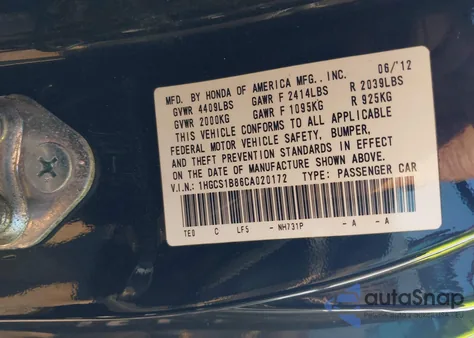 MFD. BY HONDA OF AMERICA MFG., INC. 06/'12
GVWR 4409LBS GAWR F 2414LBS R 2039LBS
GVWR 2000KG GAWR F 1095KG R 925KG
THIS VEHICLE CONFORMS TO ALL APPLICABLE
FEDERAL MOTOR VEHICLE SAFETY, BUMPER,
AND THEFT PREVENTION STANDARDS IN EFFECT
ON THE DATE OF MANUFACTURE SHOWN ABOVE.
V.I.N.: 1HGCS1B86CA020172 TYPE: PASSENGER CAR
TE0 C LF5 - NH731P - A - A
autoSnap